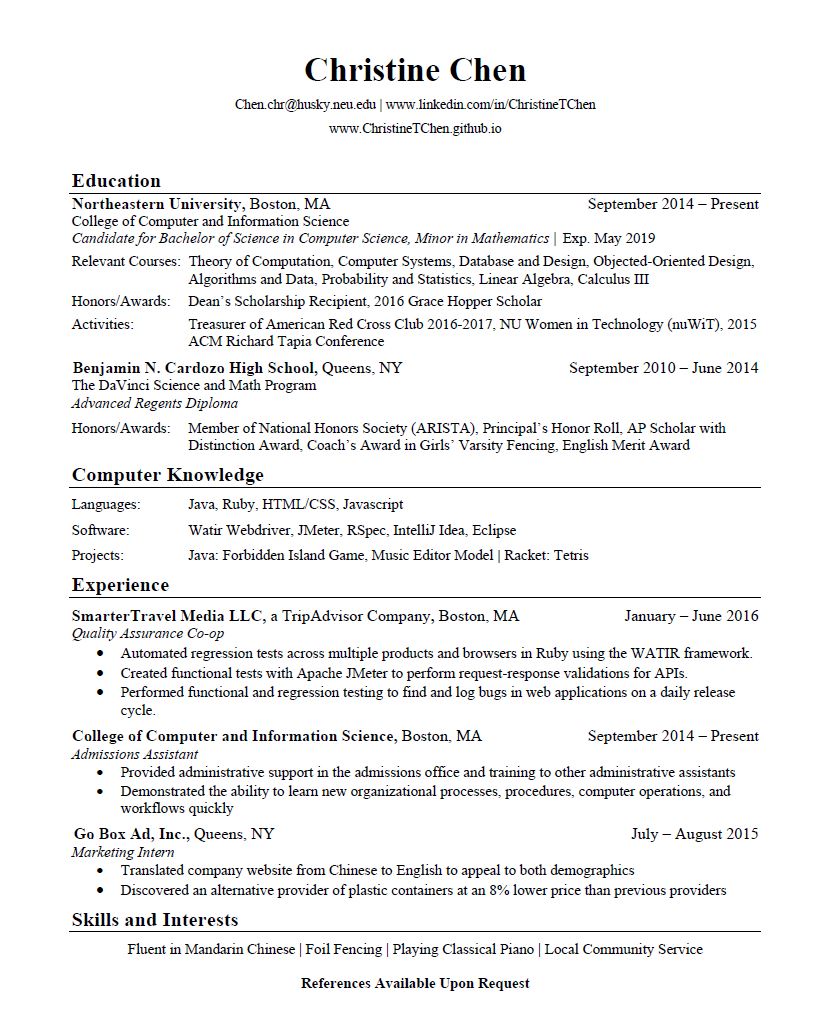 Christine Chen
Chen.chr@husky.neu.edu | www.linkedin.com/in/ChristineTChen
www.ChristineTChen.github.io
Education
Northeastern University, Boston, MA September 2014 – Present
College of Computer and Information Science
Candidate for Bachelor of Science in Computer Science, Minor in Mathematics | Exp. May 2019
Relevant Courses: Theory of Computation, Computer Systems, Database and Design, Objected-Oriented Design,
Algorithms and Data, Probability and Statistics, Linear Algebra, Calculus III
Honors/Awards: Dean's Scholarship Recipient, 2016 Grace Hopper Scholar
Activities: Treasurer of American Red Cross Club 2016-2017, NU Women in Technology (nuWiT), 2015
ACM Richard Tapia Conference
Benjamin N. Cardozo High School, Queens, NY September 2010 – June 2014
The DaVinci Science and Math Program
Advanced Regents Diploma
Honors/Awards: Member of National Honors Society (ARISTA), Principal's Honor Roll, AP Scholar with
Distinction Award, Coach's Award in Girls' Varsity Fencing, English Merit Award
Computer Knowledge
Languages: Java, Ruby, HTML/CSS, Javascript
Software: Watir Webdriver, JMeter, RSpec, IntelliJ Idea, Eclipse
Projects: Java: Forbidden Island Game, Music Editor Model | Racket: Tetris
Experience
SmarterTravel Media LLC, a TripAdvisor Company, Boston, MA January – June 2016
Quality Assurance Co-op
• Automated regression tests across multiple products and browsers in Ruby using the WATIR framework.
• Created functional tests with Apache JMeter to perform request-response validations for APIs.
• Performed functional and regression testing to find and log bugs in web applications on a daily release
cycle.
College of Computer and Information Science, Boston, MA September 2014 – Present
Admissions Assistant
• Provided administrative support in the admissions office and training to other administrative assistants
• Demonstrated the ability to learn new organizational processes, procedures, computer operations, and
workflows quickly
Go Box Ad, Inc., Queens, NY July – August 2015
Marketing Intern
• Translated company website from Chinese to English to appeal to both demographics
• Discovered an alternative provider of plastic containers at an 8% lower price than previous providers
Skills and Interests
Fluent in Mandarin Chinese | Foil Fencing | Playing Classical Piano | Local Community Service
References Available Upon Request